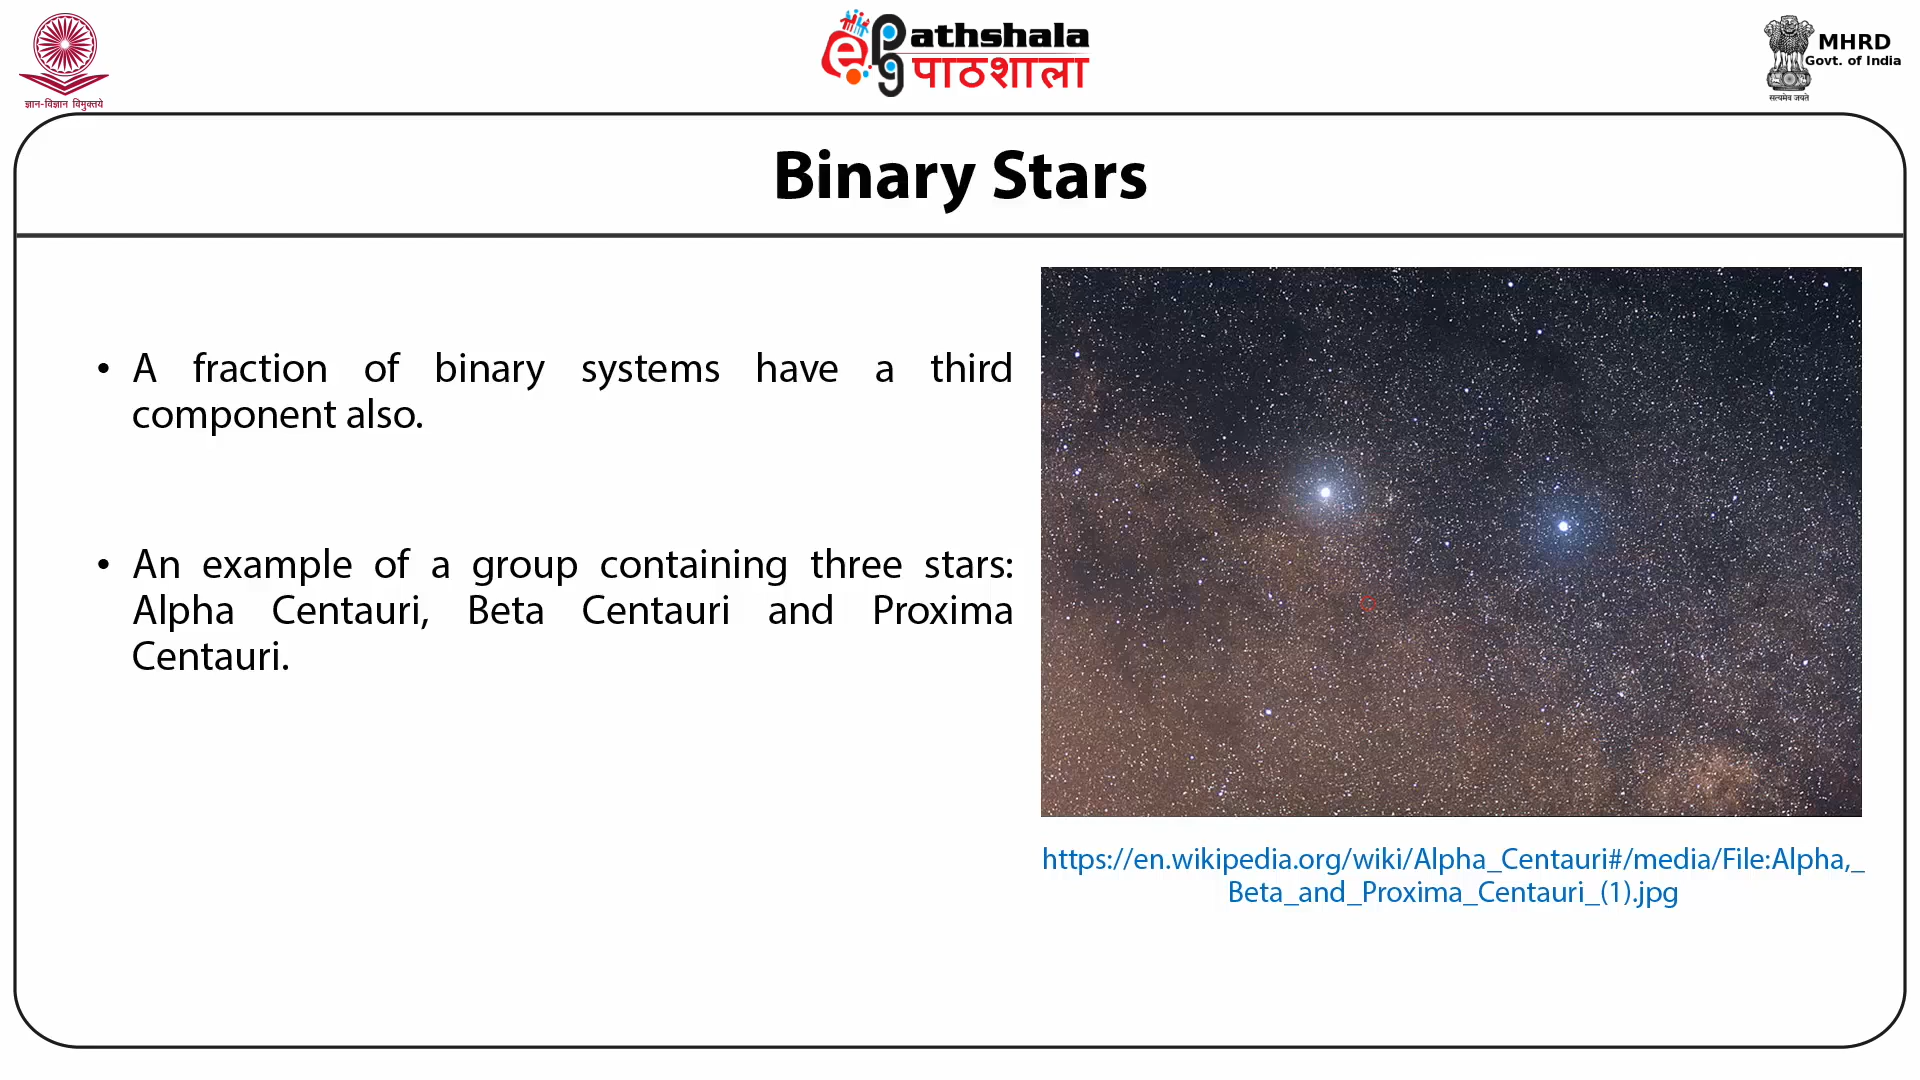 ज्ञान-विज्ञान विमुक्तये
ePathshala
पाठशाला
MHRD
Govt. of India
सत्यमेव जयते
Binary Stars
• A fraction of binary systems have a third
component also.
• An example of a group containing three stars:
Alpha Centauri, Beta Centauri and Proxima
Centauri.
https://en.wikipedia.org/wiki/Alpha_Centauri#/media/File:Alpha,_
Beta_and_Proxima_Centauri_(1).jpg